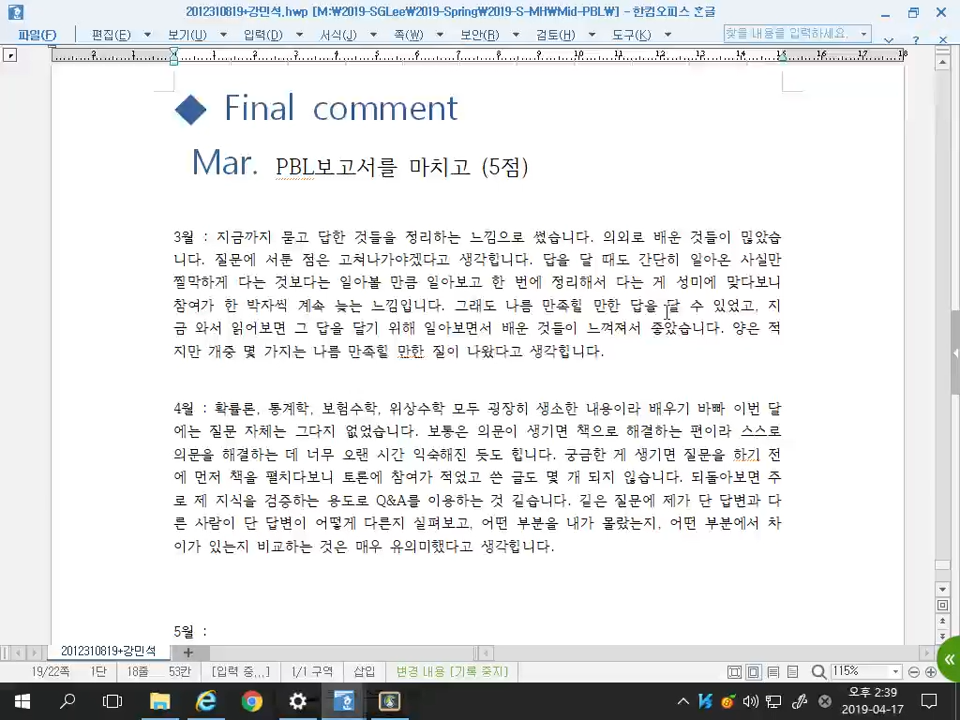 2012310819+강민석.hwp [M:₩2019-SGLee₩2019-Spring₩2019-S-MH₩Mid-PBL₩] - 한컴오피스 흔글
파일(F) 편집(E) 보기(U) 입력(D) 서식(J) 쪽(W) 보안(R) 검토(H) 도구(K) 찾을 내용을 입력하세요.
◆ Final comment
Mar. PBL보고서를 마치고 (5점)
3월 : 지금까지 묻고 답한 것들을 정리하는 느낌으로 썼습니다. 의외로 배운 것들이 많았습
니다. 질문에 서툰 점은 고쳐나가야겠다고 생각합니다. 답을 달 때도 간단히 알아온 사실만
짤막하게 다는 것보다는 알아볼 만큼 알아보고 한 번에 정리해서 다는 게 성미에 맞다보니
참여가 한 박자씩 계속 늦는 느낌입니다. 그래도 나름 만족할 만한 답을 달 수 있었고, 지
금 와서 읽어보면 그 답을 달기 위해 알아보면서 배운 것들이 느껴져서 좋았습니다. 양은 적
지만 개중 몇 가지는 나름 만족할 만한 질이 나왔다고 생각합니다.
4월 : 확률론, 통계학, 보험수학, 위상수학 모두 굉장히 생소한 내용이라 배우기 바빠 이번 달
에는 질문 자체는 그다지 없었습니다. 보통은 의문이 생기면 책으로 해결하는 편이라 스스로
의문을 해결하는 데 너무 오랜 시간 익숙해진 듯도 합니다. 궁금한 게 생기면 질문을 하기 전
에 먼저 책을 펼치다보니 토론에 참여가 적었고 쓴 글도 몇 개 되지 않습니다. 되돌아보면 주
로 제 지식을 검증하는 용도로 Q&A를 이용하는 것 같습니다. 같은 질문에 제가 단 답변과 다
른 사람이 단 답변이 어떻게 다른지 살펴보고, 어떤 부분을 내가 몰랐는지, 어떤 부분에서 차
이가 있는지 비교하는 것은 매우 유의미했다고 생각합니다.
5월 :
2012310819+강민석
19/22쪽 1단 18줄 53칸 [입력 중...] 1/1 구역 삽입 변경 내용 [기록 중지] 115%
오후 2:39
2019-04-17